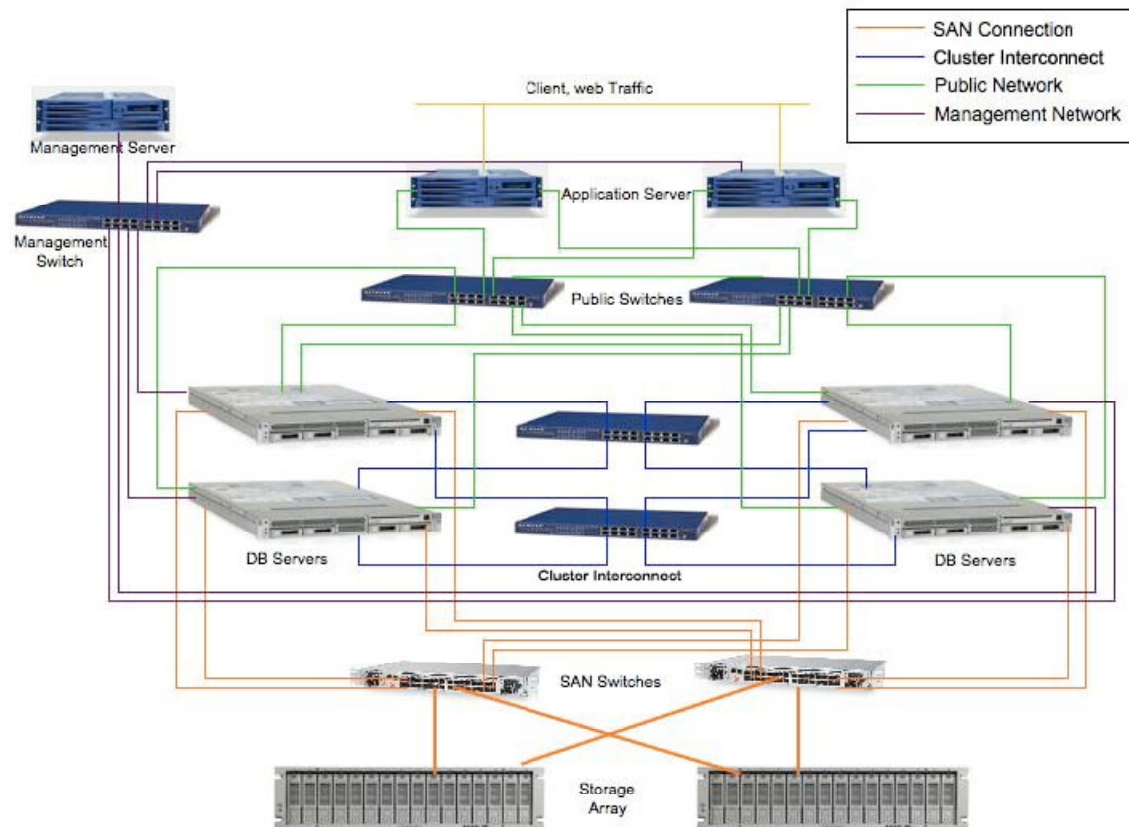 SAN Connection
Cluster Interconnect
Public Network
Management Network
Client, web Traffic
Management Server
Application Server
Management
Switch
Public Switches
DB Servers
Cluster Interconnect
DB Servers
SAN Switches
Storage
Array